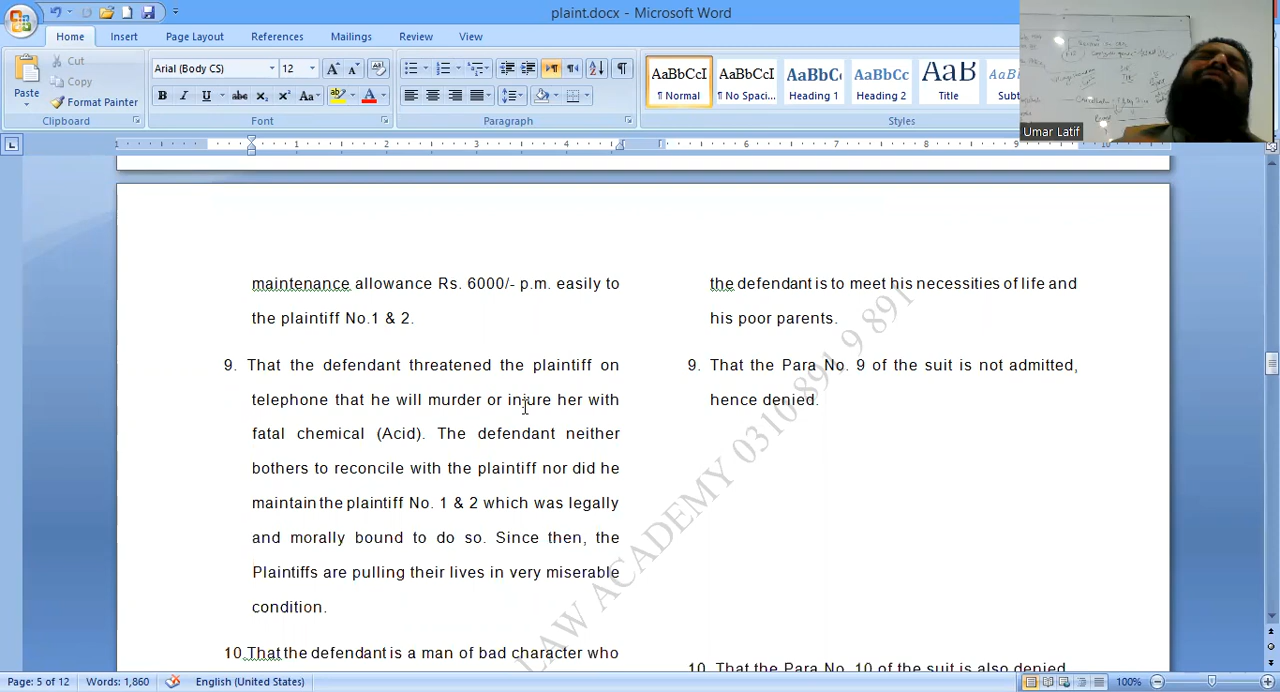 plaint.docx - Microsoft Word
Home Insert Page Layout References Mailings Review View
Cut
Copy
Paste
Format Painter
Clipboard
Arial (Body CS) 12
Font
Paragraph
AaBbCcI AaBbCcI AaBbC AaBbCc AaB
¶ Normal ¶ No Spaci... Heading 1 Heading 2 Title
Styles
Umar Latif
maintenance allowance Rs. 6000/- p.m. easily to
the plaintiff No.1 & 2.
9. That the defendant threatened the plaintiff on
telephone that he will murder or injure her with
fatal chemical (Acid). The defendant neither
bothers to reconcile with the plaintiff nor did he
maintain the plaintiff No. 1 & 2 which was legally
and morally bound to do so. Since then, the
Plaintiffs are pulling their lives in very miserable
condition.
10. That the defendant is a man of bad character who
the defendant is to meet his necessities of life and
his poor parents.
9. That the Para No. 9 of the suit is not admitted,
hence denied.
10. That the Para No. 10 of the suit is also denied
LAW ACADEMY 0310 891 9 891
Page: 5 of 12 Words: 1,860 English (United States) 100%